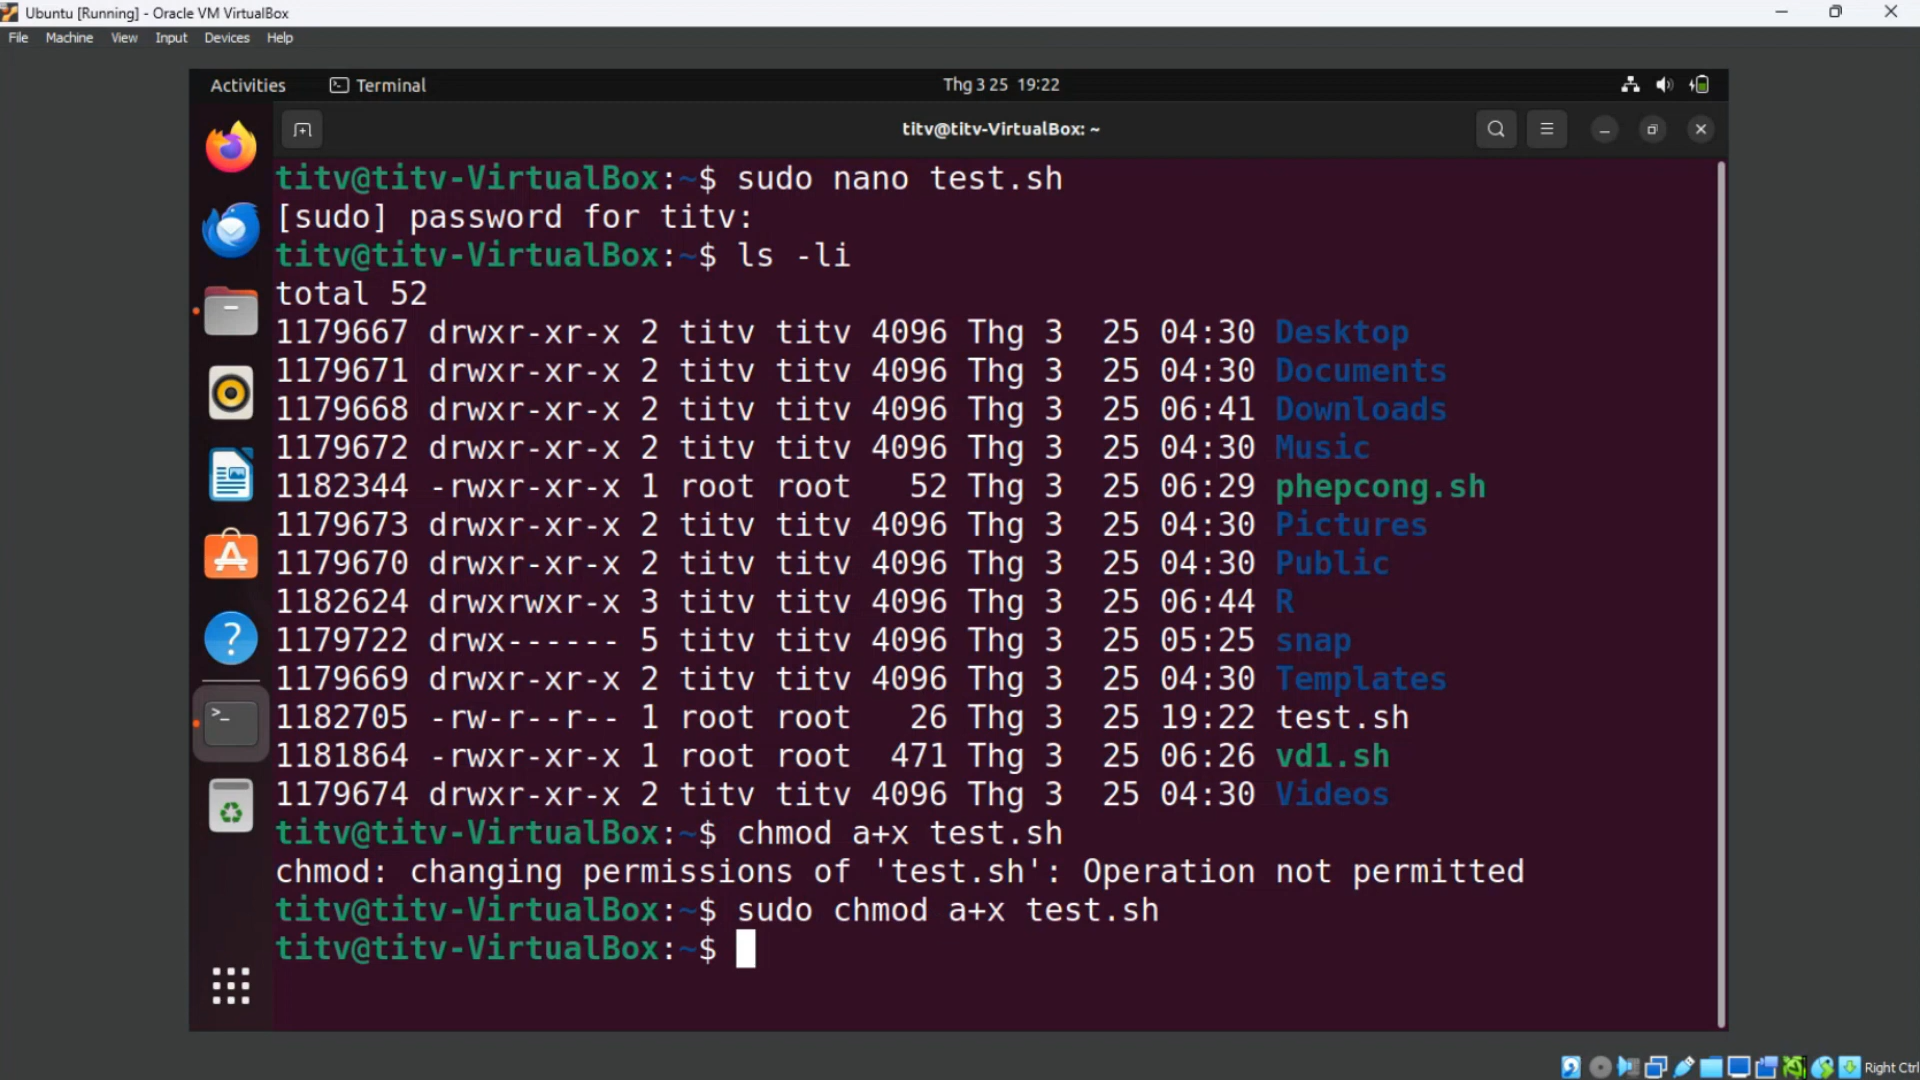 Ubuntu [Running] - Oracle VM VirtualBox
File Machine View Input Devices Help
Activities Terminal Thg 3 25 19:22
titv@titv-VirtualBox: ~
titv@titv-VirtualBox:~$ sudo nano test.sh
[sudo] password for titv:
titv@titv-VirtualBox:~$ ls -li
total 52
1179667 drwxr-xr-x 2 titv titv 4096 Thg 3  25 04:30 Desktop
1179671 drwxr-xr-x 2 titv titv 4096 Thg 3  25 04:30 Documents
1179668 drwxr-xr-x 2 titv titv 4096 Thg 3  25 06:41 Downloads
1179672 drwxr-xr-x 2 titv titv 4096 Thg 3  25 04:30 Music
1182344 -rwxr-xr-x 1 root root   52 Thg 3  25 06:29 phepcong.sh
1179673 drwxr-xr-x 2 titv titv 4096 Thg 3  25 04:30 Pictures
1179670 drwxr-xr-x 2 titv titv 4096 Thg 3  25 04:30 Public
1182624 drwxrwxr-x 3 titv titv 4096 Thg 3  25 06:44 R
1179722 drwx------ 5 titv titv 4096 Thg 3  25 05:25 snap
1179669 drwxr-xr-x 2 titv titv 4096 Thg 3  25 04:30 Templates
1182705 -rw-r--r-- 1 root root   26 Thg 3  25 19:22 test.sh
1181864 -rwxr-xr-x 1 root root  471 Thg 3  25 06:26 vd1.sh
1179674 drwxr-xr-x 2 titv titv 4096 Thg 3  25 04:30 Videos
titv@titv-VirtualBox:~$ chmod a+x test.sh
chmod: changing permissions of 'test.sh': Operation not permitted
titv@titv-VirtualBox:~$ sudo chmod a+x test.sh
titv@titv-VirtualBox:~$
Right Ctrl